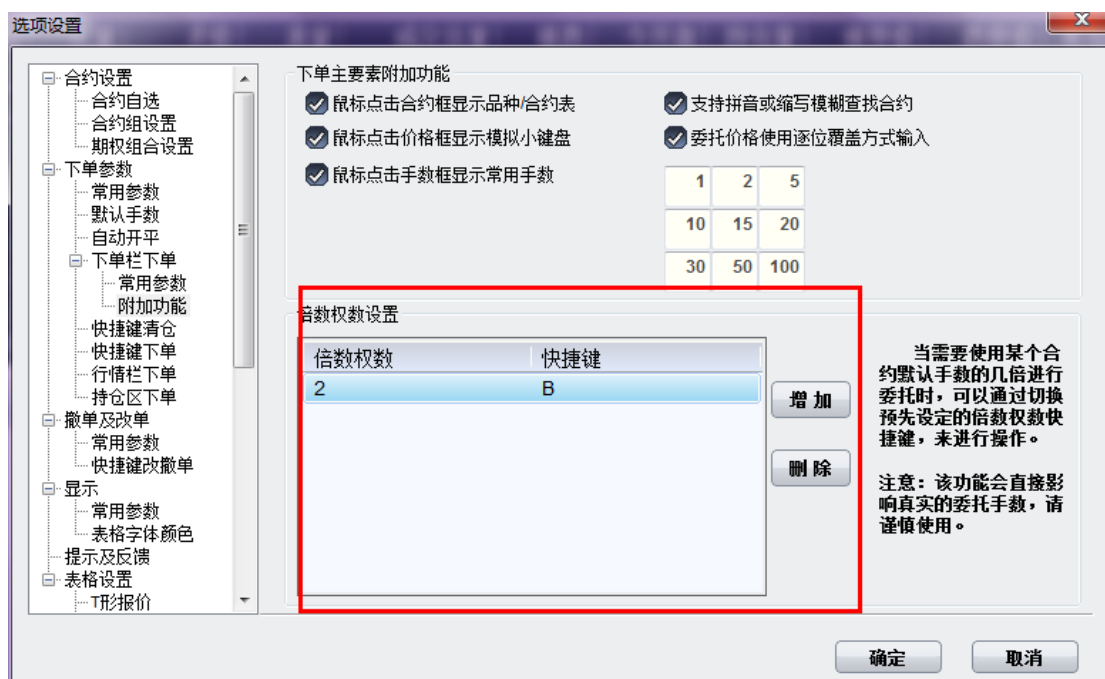 选项设置
合约设置
合约自选
合约组设置
期权组合设置
下单参数
常用参数
默认手数
自动开平
下单栏下单
常用参数
附加功能
快捷键清仓
快捷键下单
行情栏下单
持仓区下单
撤单及改单
常用参数
快捷键改撤单
显示
常用参数
表格字体颜色
提示及反馈
表格设置
T形报价
下单主要素附加功能
鼠标点击合约框显示品种/合约表
支持拼音或缩写模糊查找合约
鼠标点击价格框显示模拟小键盘
委托价格使用逐位覆盖方式输入
鼠标点击手数框显示常用手数
1 2 5
10 15 20
30 50 100
倍数权数设置
倍数权数 快捷键
2 B
增加
删除
当需要使用某个合
约默认手数的几倍进行
委托时，可以通过切换
预先设定的倍数权数快
捷键，来进行操作。
注意：该功能会直接影
响真实的委托手数，请
谨慎使用。
确定
取消